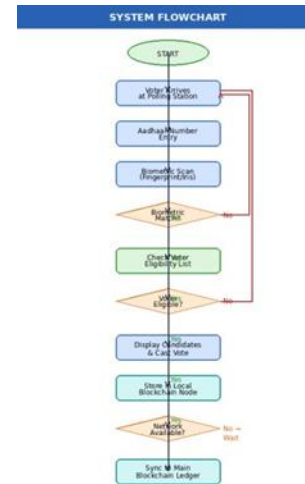 SYSTEM FLOWCHART
START
Voter Arrives
at Polling Station
Aadhaar Number
Entry
Biometric Scan
(Fingerprint/Iris)
Biometric
Match?
No
Check Voter
Eligibility List
Voter
Eligible?
Yes
No
Yes
Display Candidates
& Cast Vote
Yes
Store in Local
Blockchain Node
Yes
Network
Available?
No →
Wait
Sync to Main
Blockchain Ledger